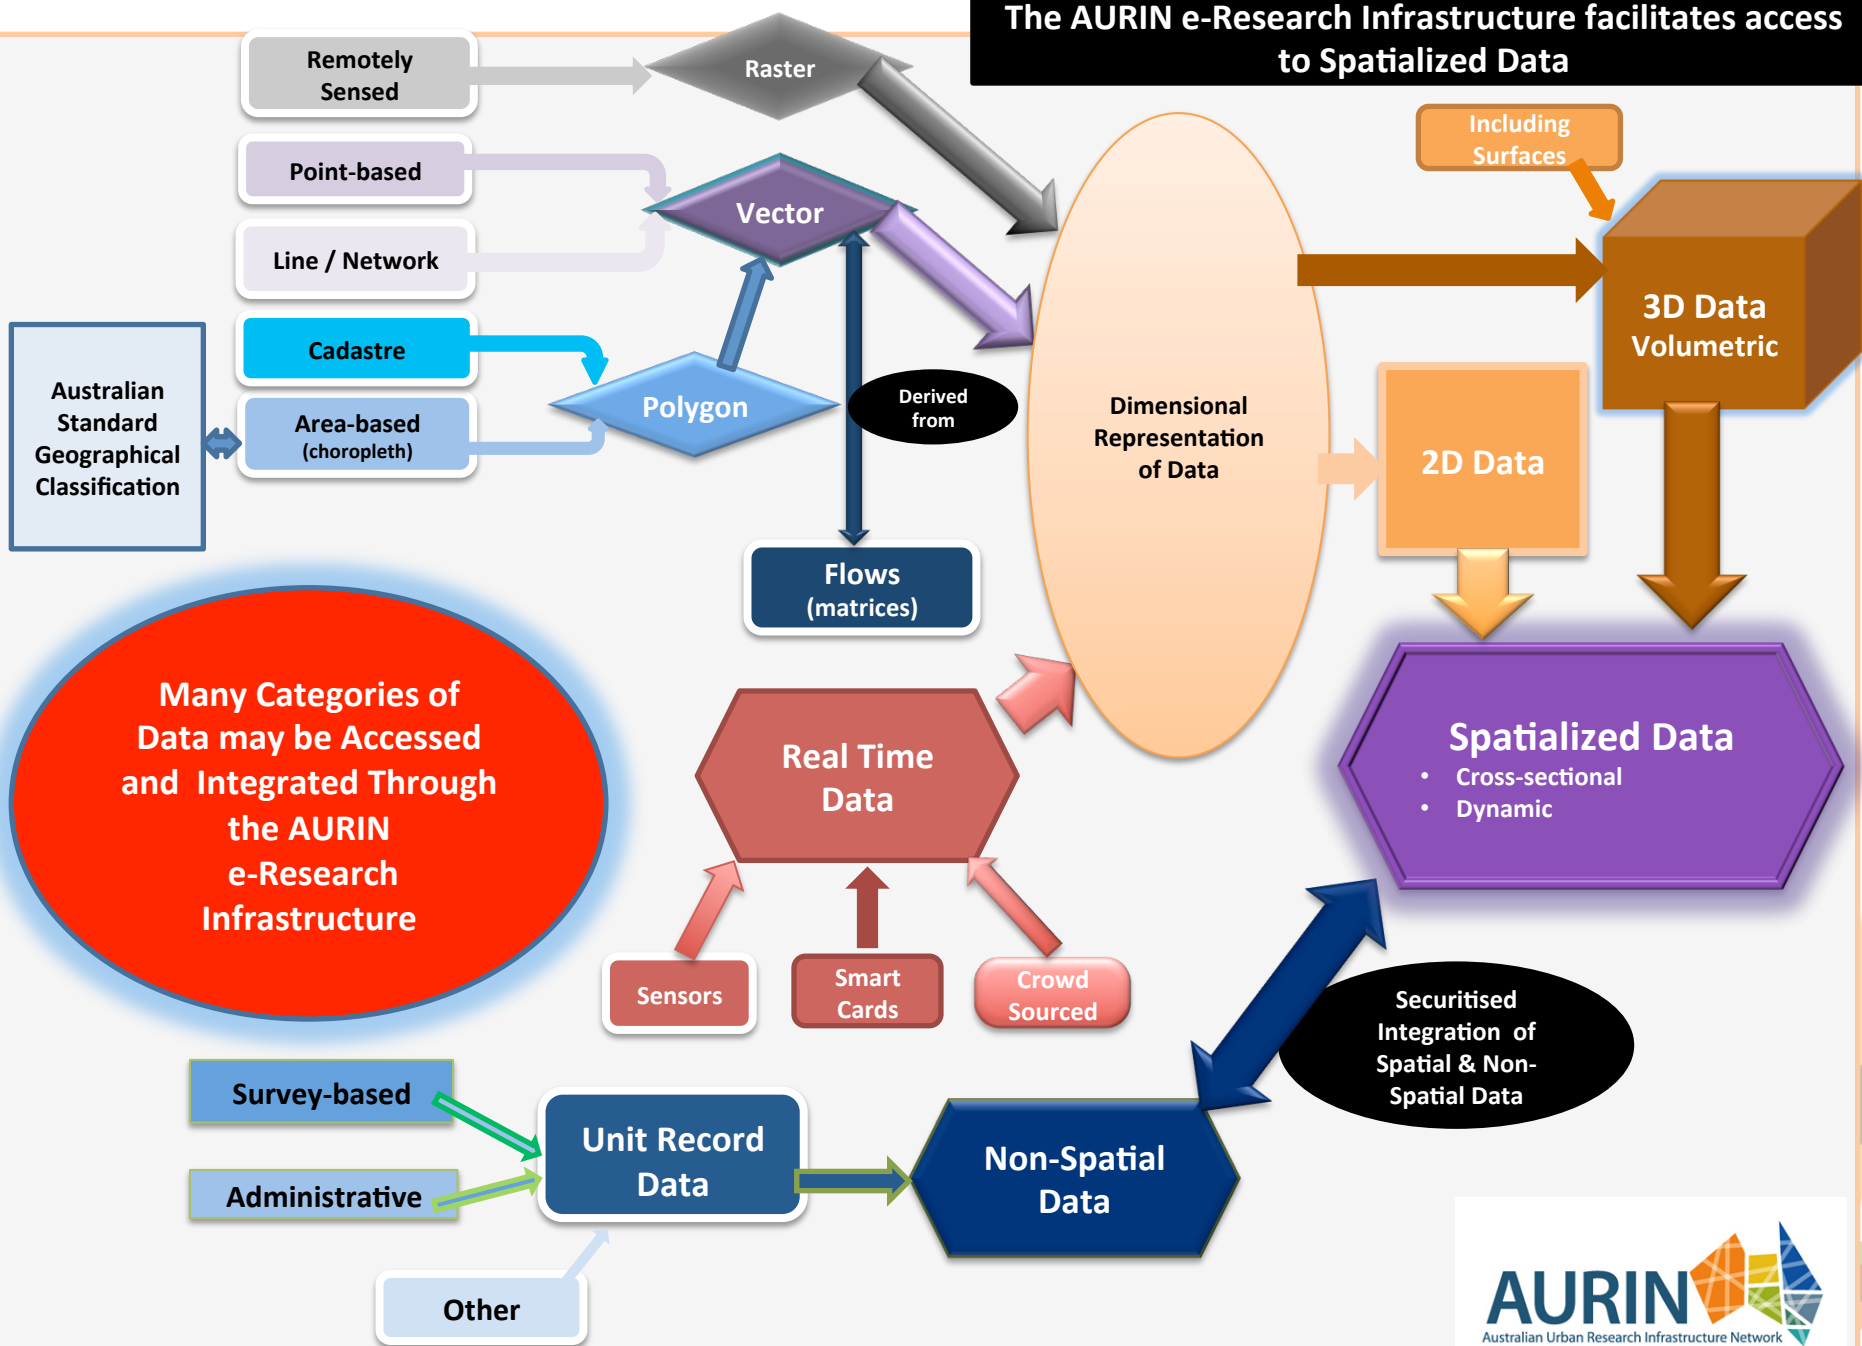 The AURIN e-Research Infrastructure facilitates access
to Spatialized Data
Remotely
Sensed
Raster
Including
Surfaces
Point-based
Vector
Line / Network
3D Data
Volumetric
Cadastre
Australian
Standard
Geographical
Classification
Area-based
(choropleth)
Polygon
Derived
from
Dimensional
Representation
of Data
2D Data
Flows
(matrices)
Many Categories of
Data may be Accessed
and Integrated Through
the AURIN
e-Research
Infrastructure
Real Time
Data
Spatialized Data
• Cross-sectional
• Dynamic
Sensors
Smart
Cards
Crowd
Sourced
Securitised
Integration of
Spatial & Non-
Spatial Data
Survey-based
Administrative
Unit Record
Data
Non-Spatial
Data
Other
AURIN
Australian Urban Research Infrastructure Network